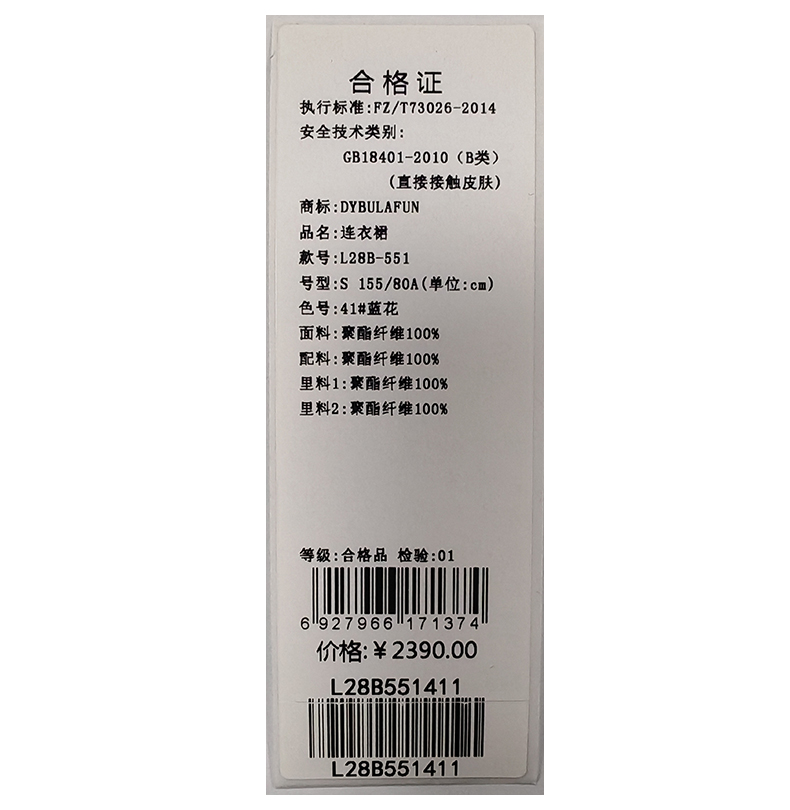 合格证
执行标准:FZ/T73026-2014
安全技术类别:
GB18401-2010（B类）
(直接接触皮肤)
商标:DYBULAFUN
品名:连衣裙
款号:L28B-551
号型:S 155/80A(单位:cm)
色号:41#蓝花
面料:聚酯纤维100%
配料:聚酯纤维100%
里料1:聚酯纤维100%
里料2:聚酯纤维100%
等级:合格品 检验:01
6 927966 171374
价格:￥2390.00
L28B551411
L28B551411